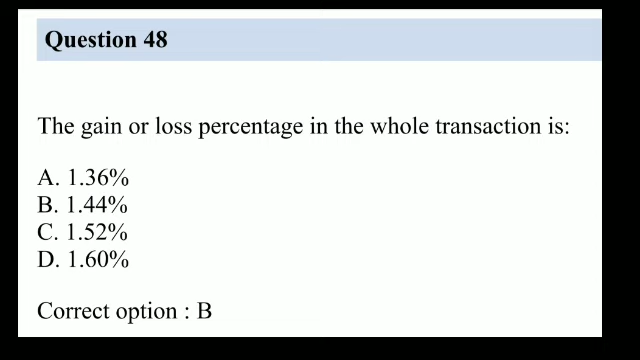 Question 48
The gain or loss percentage in the whole transaction is:
A. 1.36%
B. 1.44%
C. 1.52%
D. 1.60%
Correct option : B